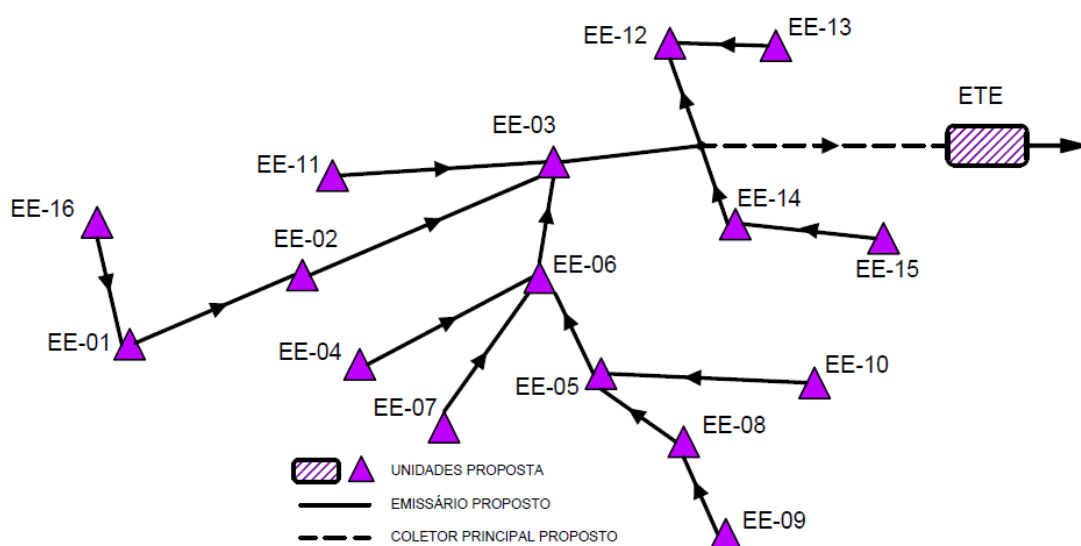 EE-12
EE-13
ETE
EE-03
EE-11
EE-16
EE-14
EE-02
EE-15
EE-06
EE-01
EE-04
EE-10
EE-05
EE-07
EE-08
UNIDADES PROPOSTA
EMISSÁRIO PROPOSTO
EE-09
COLETOR PRINCIPAL PROPOSTO